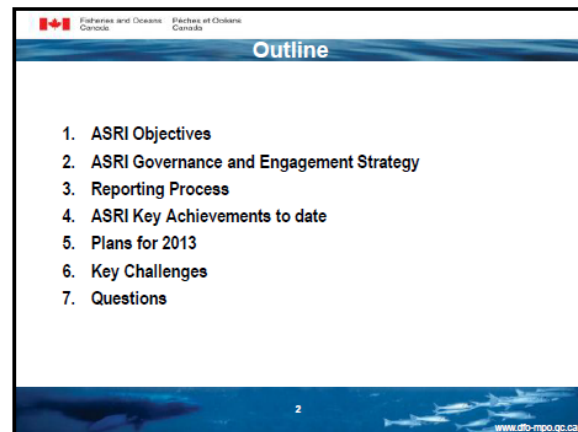 Fisheries and Oceans Pêches et Océans
Canada Canada
Outline
1. ASRI Objectives
2. ASRI Governance and Engagement Strategy
3. Reporting Process
4. ASRI Key Achievements to date
5. Plans for 2013
6. Key Challenges
7. Questions
2
www.dfo-mpo.qc.ca